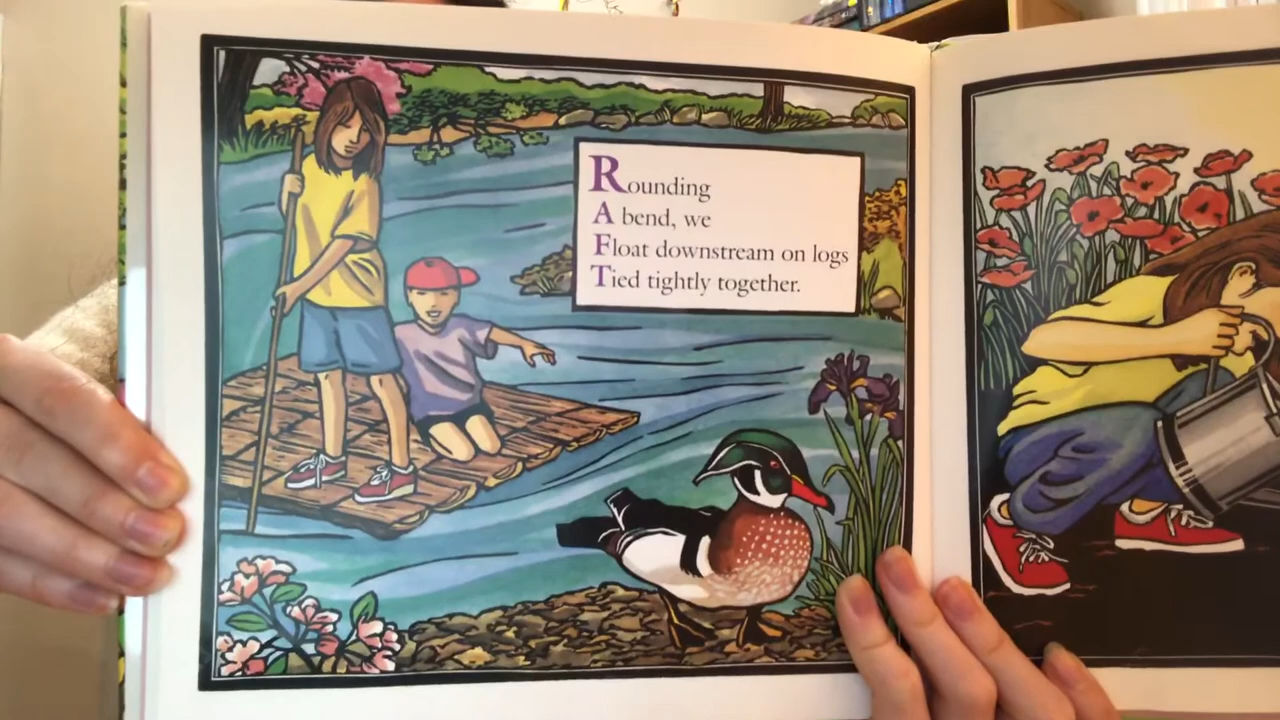 Rounding
A bend, we
Float downstream on logs
Tied tightly together.